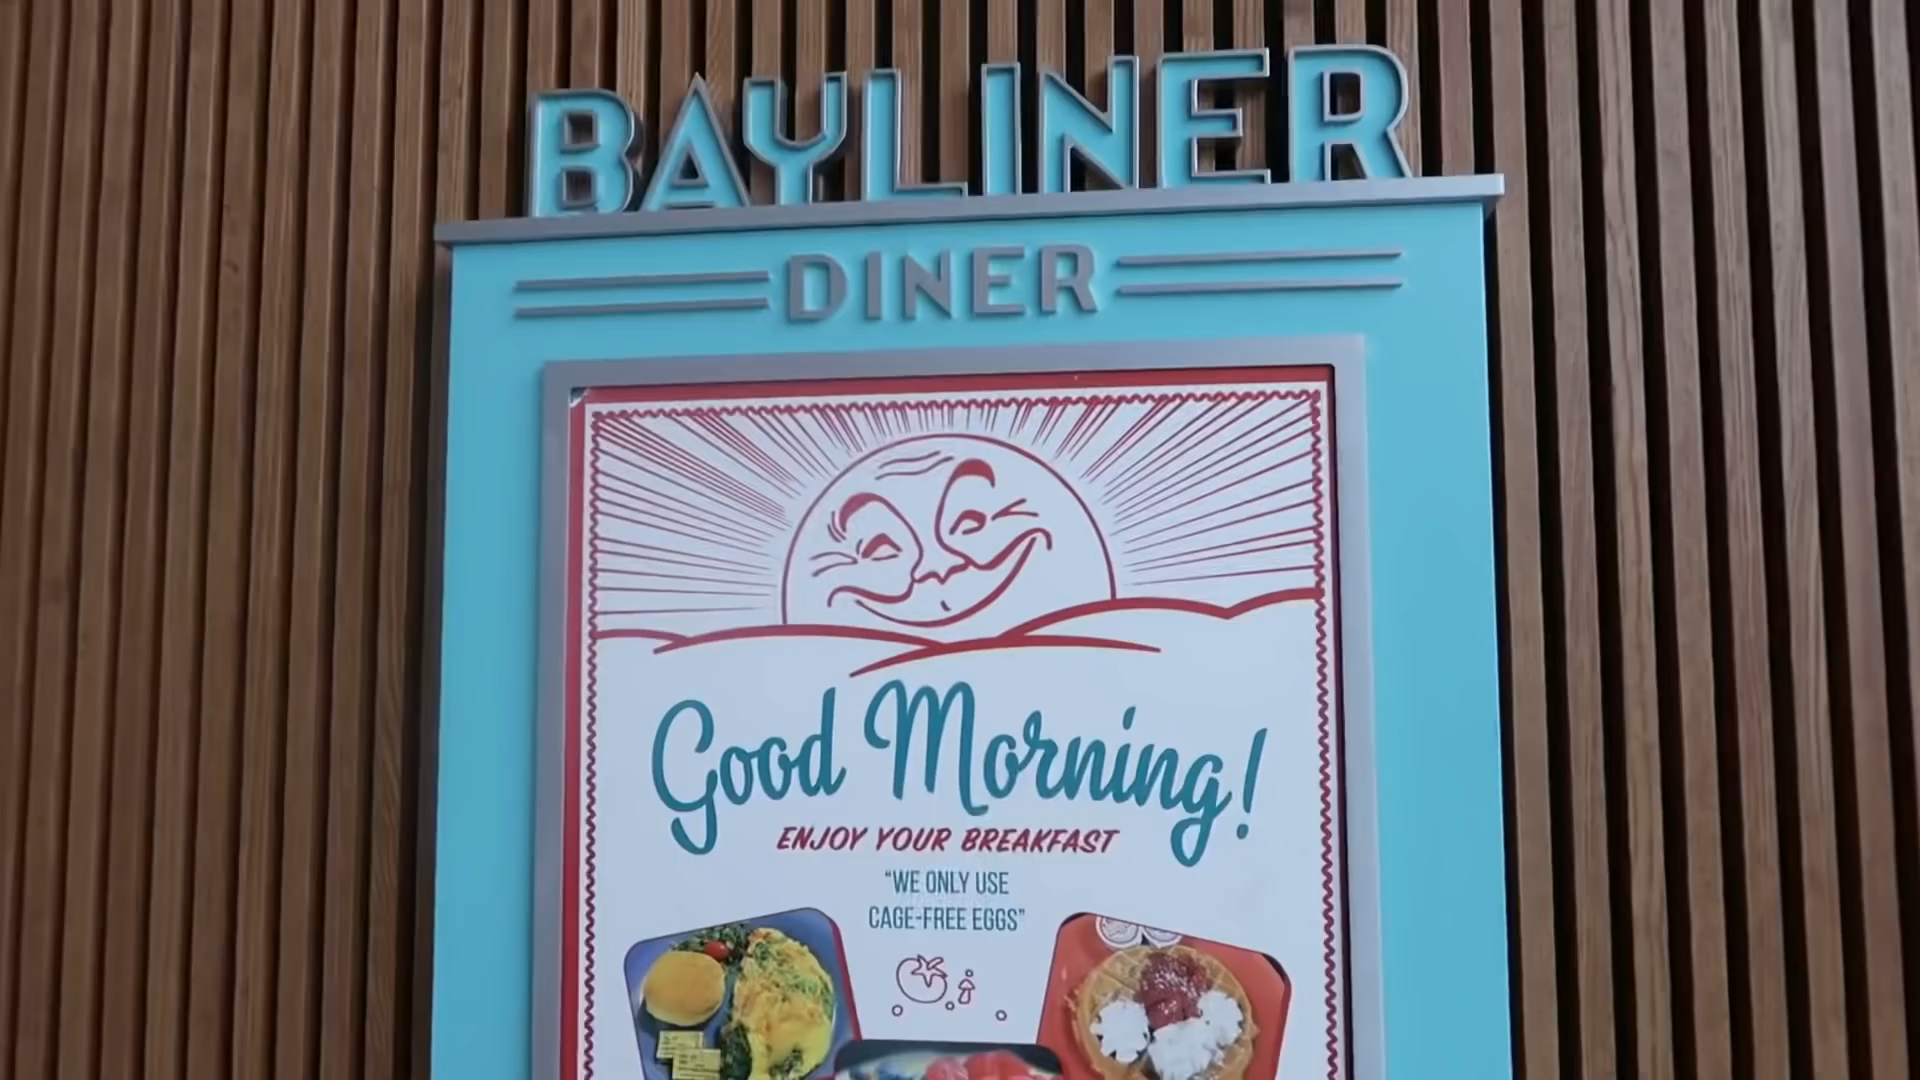 BAYLINER
DINER
Good Morning!
ENJOY YOUR BREAKFAST
“WE ONLY USE
CAGE-FREE EGGS”